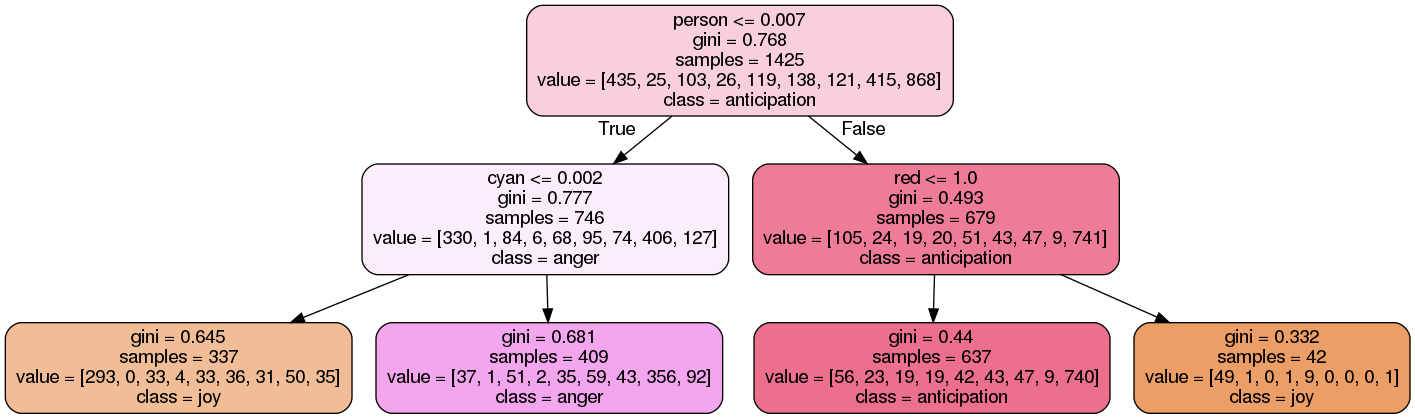 person <= 0.007
gini = 0.768
samples = 1425
value = [435, 25, 103, 26, 119, 138, 121, 415, 868]
class = anticipation
True
False
cyan <= 0.002
gini = 0.777
samples = 746
value = [330, 1, 84, 6, 68, 95, 74, 406, 127]
class = anger
red <= 1.0
gini = 0.493
samples = 679
value = [105, 24, 19, 20, 51, 43, 47, 9, 741]
class = anticipation
gini = 0.645
samples = 337
value = [293, 0, 33, 4, 33, 36, 31, 50, 35]
class = joy
gini = 0.681
samples = 409
value = [37, 1, 51, 2, 35, 59, 43, 356, 92]
class = anger
gini = 0.44
samples = 637
value = [56, 23, 19, 19, 42, 43, 47, 9, 740]
class = anticipation
gini = 0.332
samples = 42
value = [49, 1, 0, 1, 9, 0, 0, 0, 1]
class = joy